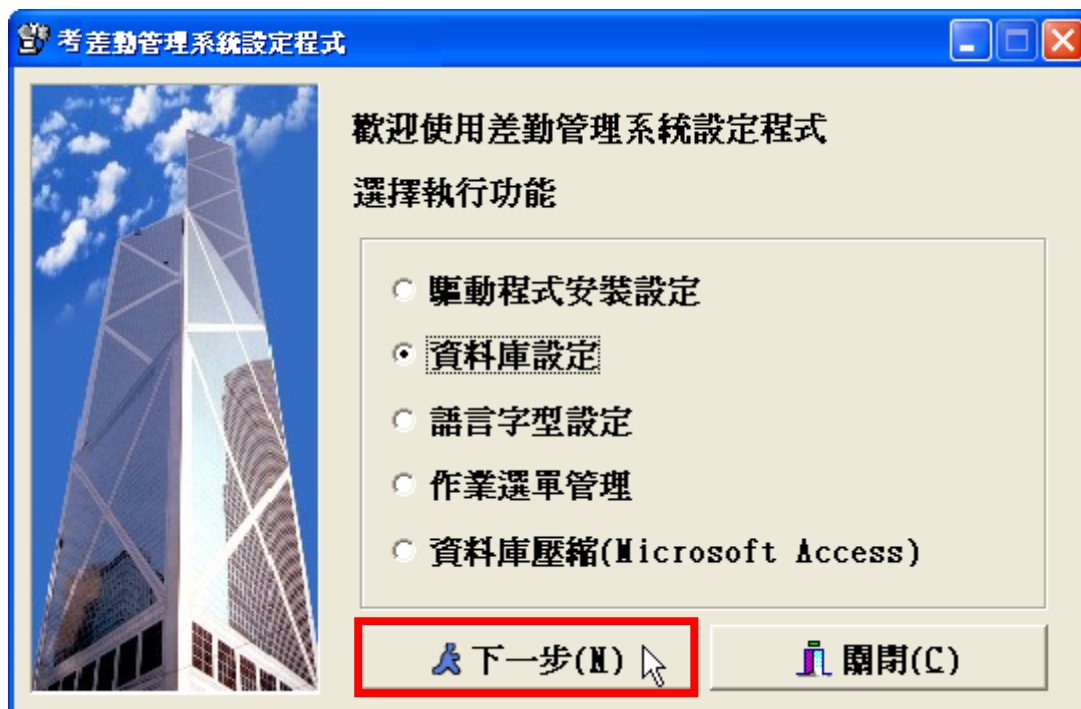 考差勤管理系統設定程式
歡迎使用差勤管理系統設定程式
選擇執行功能
驅動程式安裝設定
資料庫設定
語言字型設定
作業選單管理
資料庫壓縮(Microsoft Access)
下一步(N)
關閉(C)